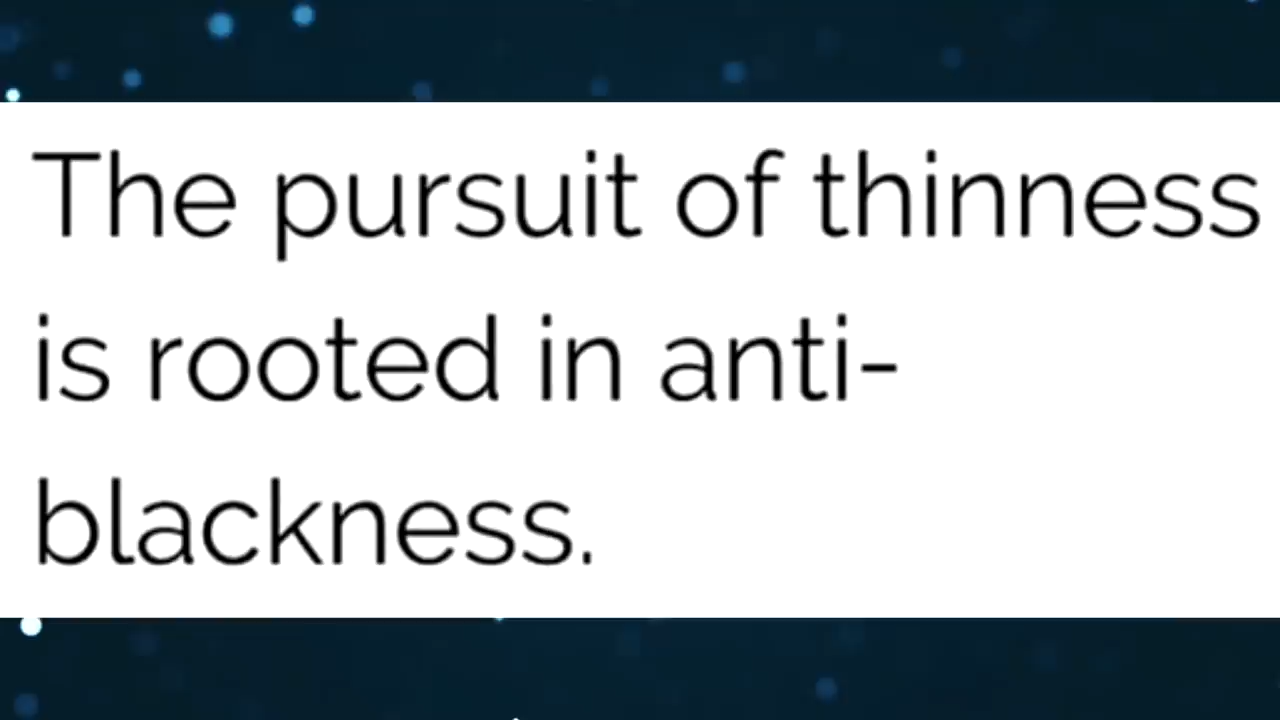 The pursuit of thinness
is rooted in anti-
blackness.